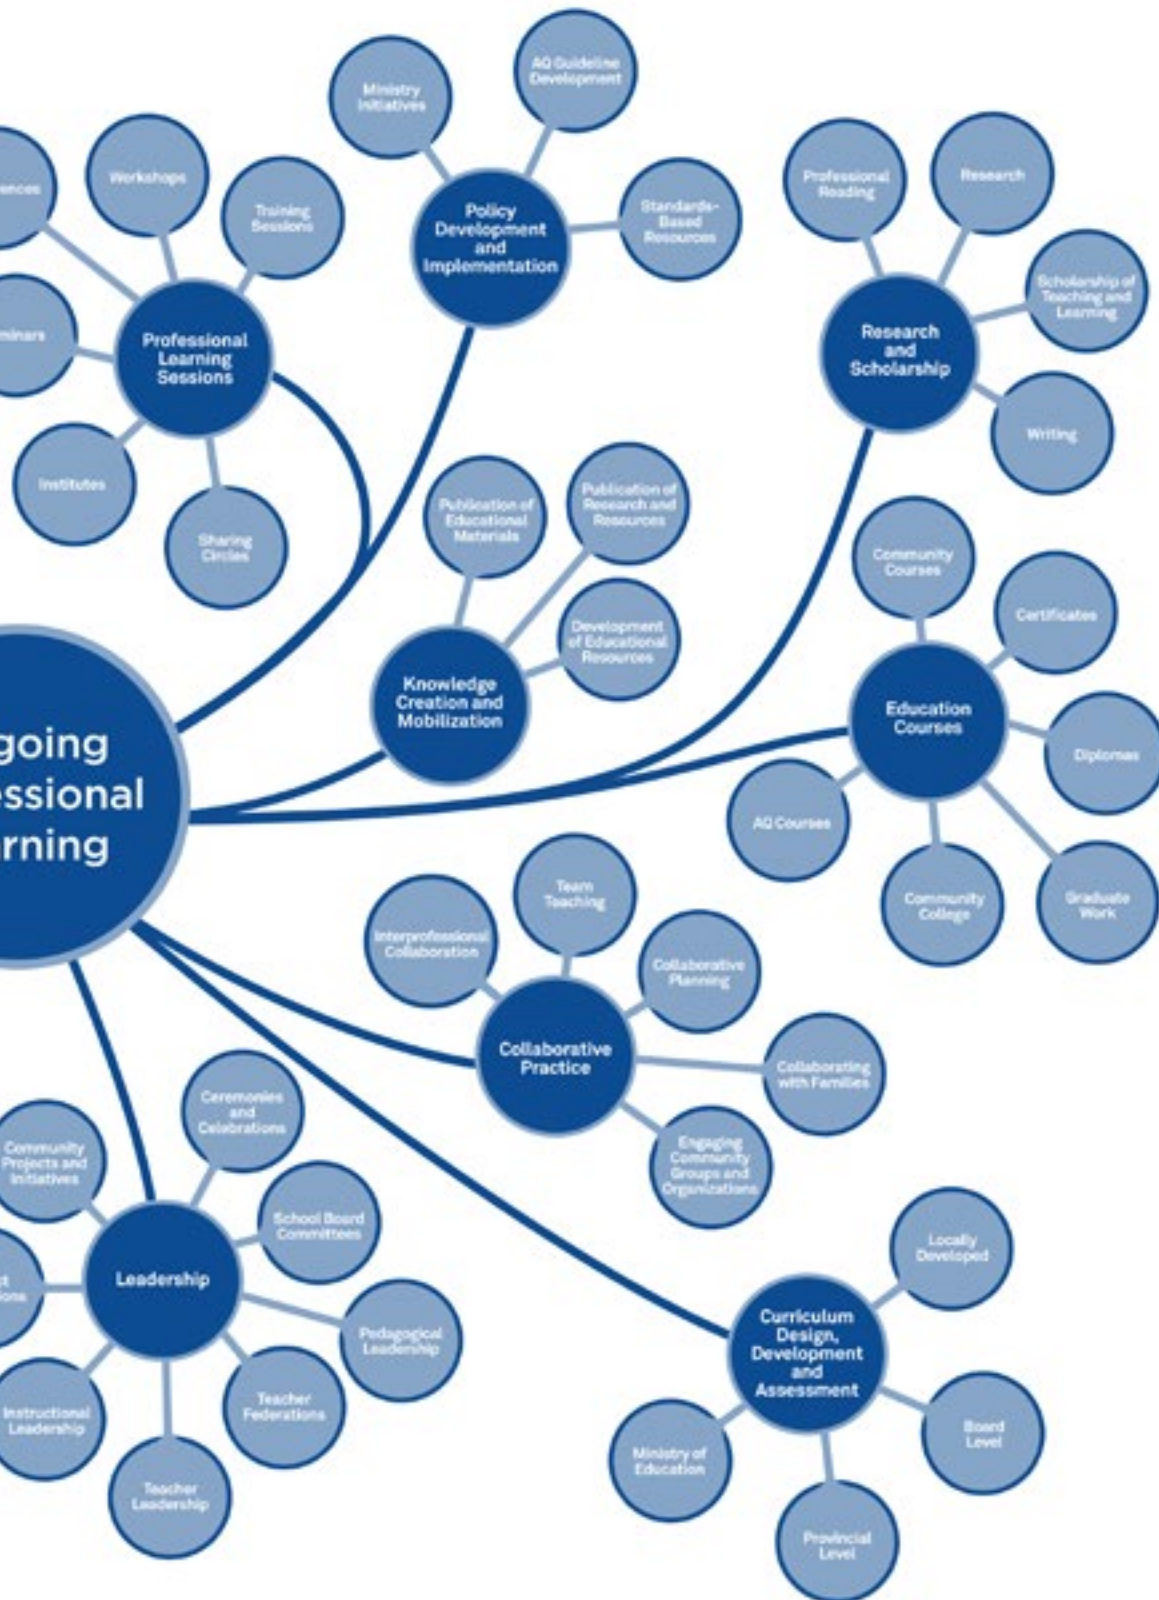 Ministry
Initiatives
AQ Guideline
Development
Standards-
Based
Resources
Policy
Development
and
Implementation
ences
Workshops
Training
Sessions
minars
Professional
Learning
Sessions
Institutes
Sharing
Circles
Professional
Reading
Research
Scholarship of
Teaching and
Learning
Research
and
Scholarship
Writing
Publication of
Educational
Materials
Publication of
Research and
Resources
Development
of Educational
Resources
Knowledge
Creation and
Mobilization
Community
Courses
Certificates
Education
Courses
Diplomas
AQ Courses
Community
College
Graduate
Work
going
essional
rning
Interprofessional
Collaboration
Team
Teaching
Collaborative
Planning
Collaborative
Practice
Collaborating
with Families
Engaging
Community
Groups and
Organizations
Community
Projects and
Initiatives
Ceremonies
and
Celebrations
School Board
Committees
ct
ions
Leadership
Pedagogical
Leadership
Instructional
Leadership
Teacher
Federations
Teacher
Leadership
Locally
Developed
Curriculum
Design,
Development
and
Assessment
Board
Level
Ministry of
Education
Provincial
Level